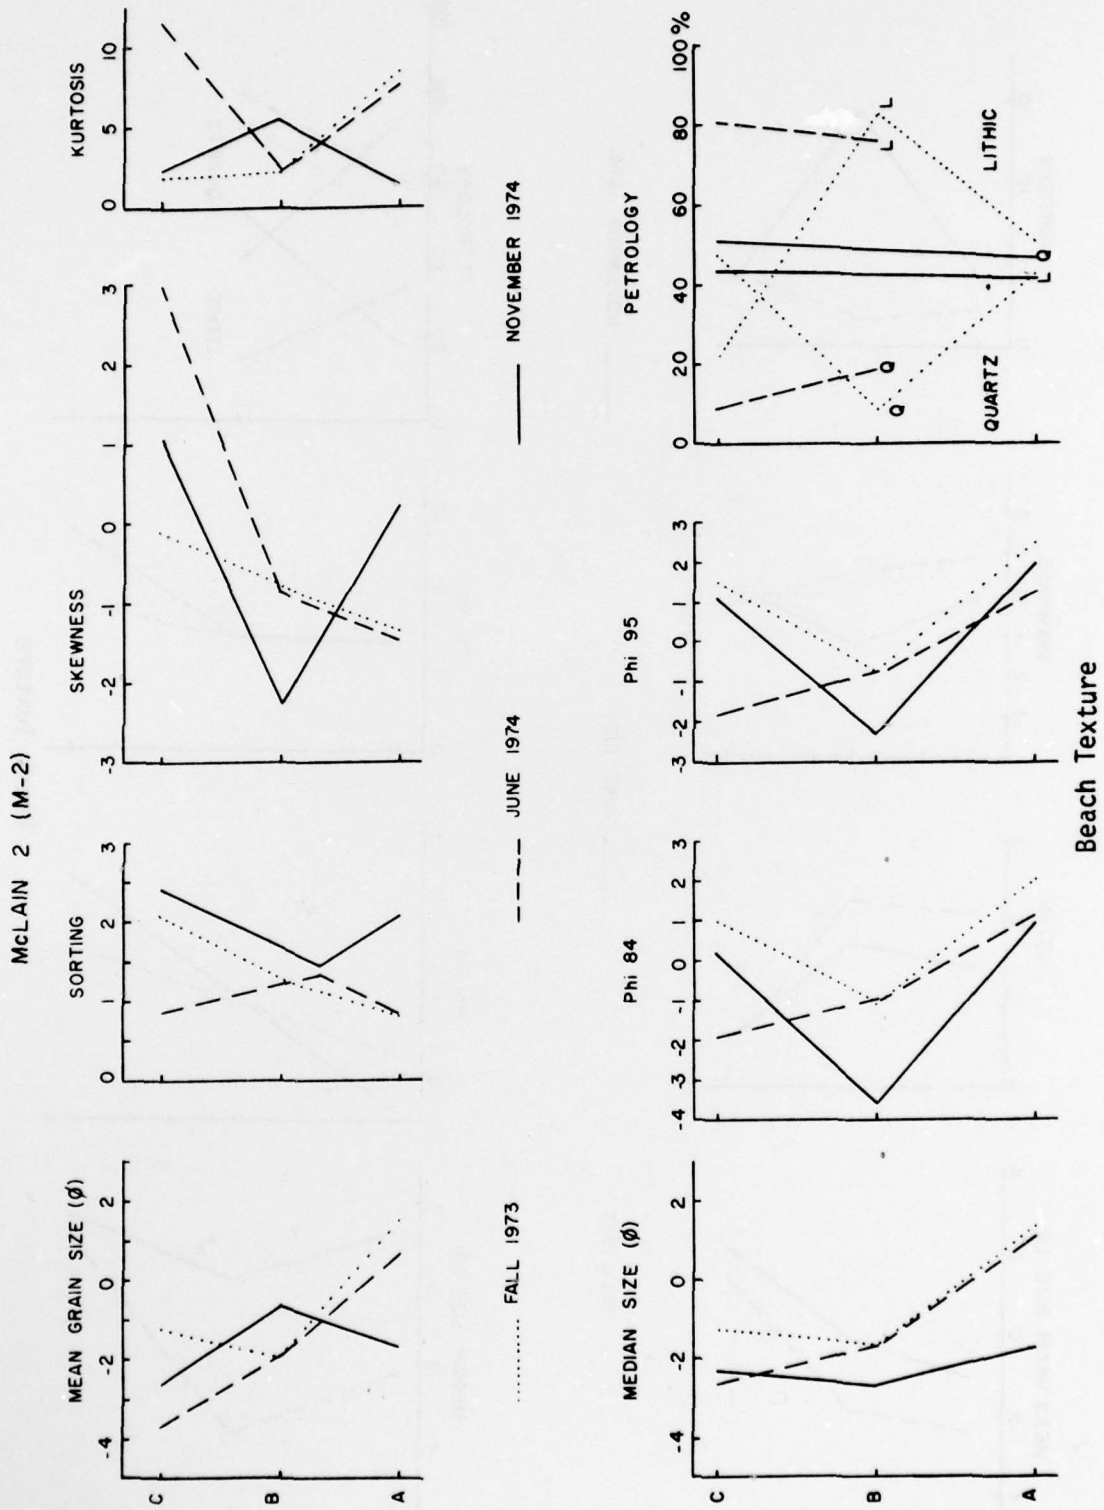 McLAIN 2 (M-2)
MEAN GRAIN SIZE (Ø)
-4 -2 0 2
C
B
A
SORTING
0 1 2 3
SKEWNESS
-3 -2 -1 0 1 2 3
KURTOSIS
0 5 10
FALL 1973
JUNE 1974
NOVEMBER 1974
MEDIAN SIZE (Ø)
-4 -2 0 2
C
B
A
Phi 84
-4 -3 -2 -1 0 1 2 3
Phi 95
-3 -2 -1 0 1 2 3
PETROLOGY
0 20 40 60 80 100%
Q Q L L
QUARTZ
LITHIC
L Q
Beach Texture